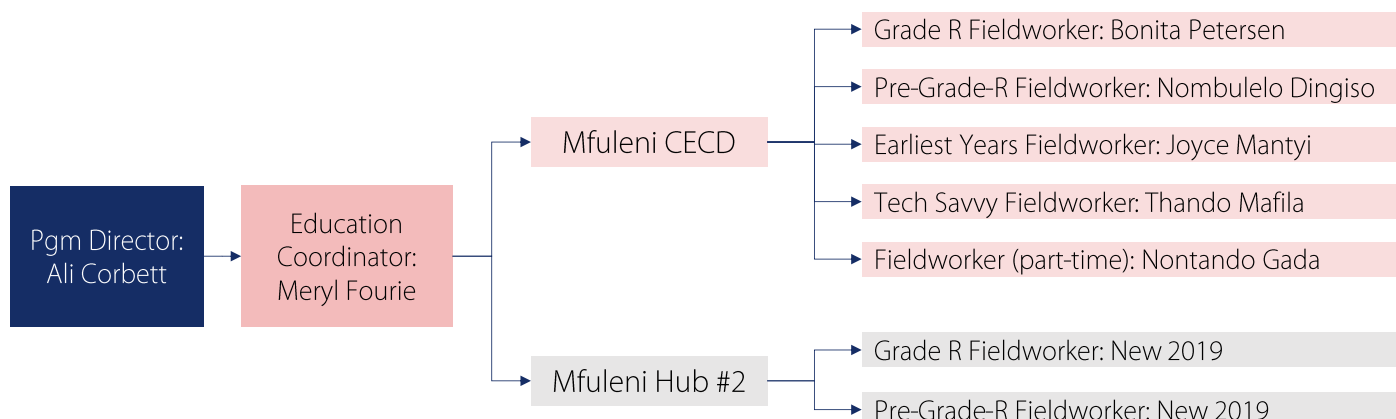 Pgm Director:
Ali Corbett
Education
Coordinator:
Meryl Fourie
Mfuleni CECD
Grade R Fieldworker: Bonita Petersen
Pre-Grade-R Fieldworker: Nombulelo Dingiso
Earliest Years Fieldworker: Joyce Mantyi
Tech Savvy Fieldworker: Thando Mafila
Fieldworker (part-time): Nontando Gada
Mfuleni Hub #2
Grade R Fieldworker: New 2019
Pre-Grade-R Fieldworker: New 2019